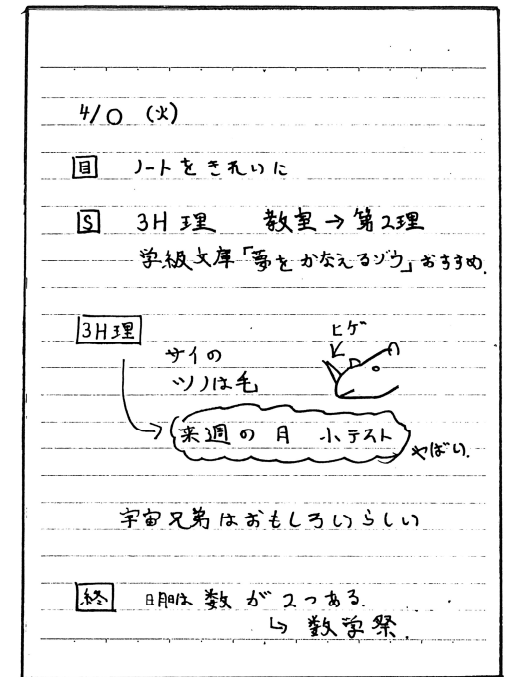 4/○ (火)
目 ノートをきれいに
S 3H 理 教室→第2理
学級文庫「夢をかなえるゾウ」おすすめ.
3H理
ヒゲ
サイの
ツノは毛
来週の月 小テスト
やばい.
宇宙兄弟はおもしろいらしい
終 明日は数が2つある.
↳ 数学祭.